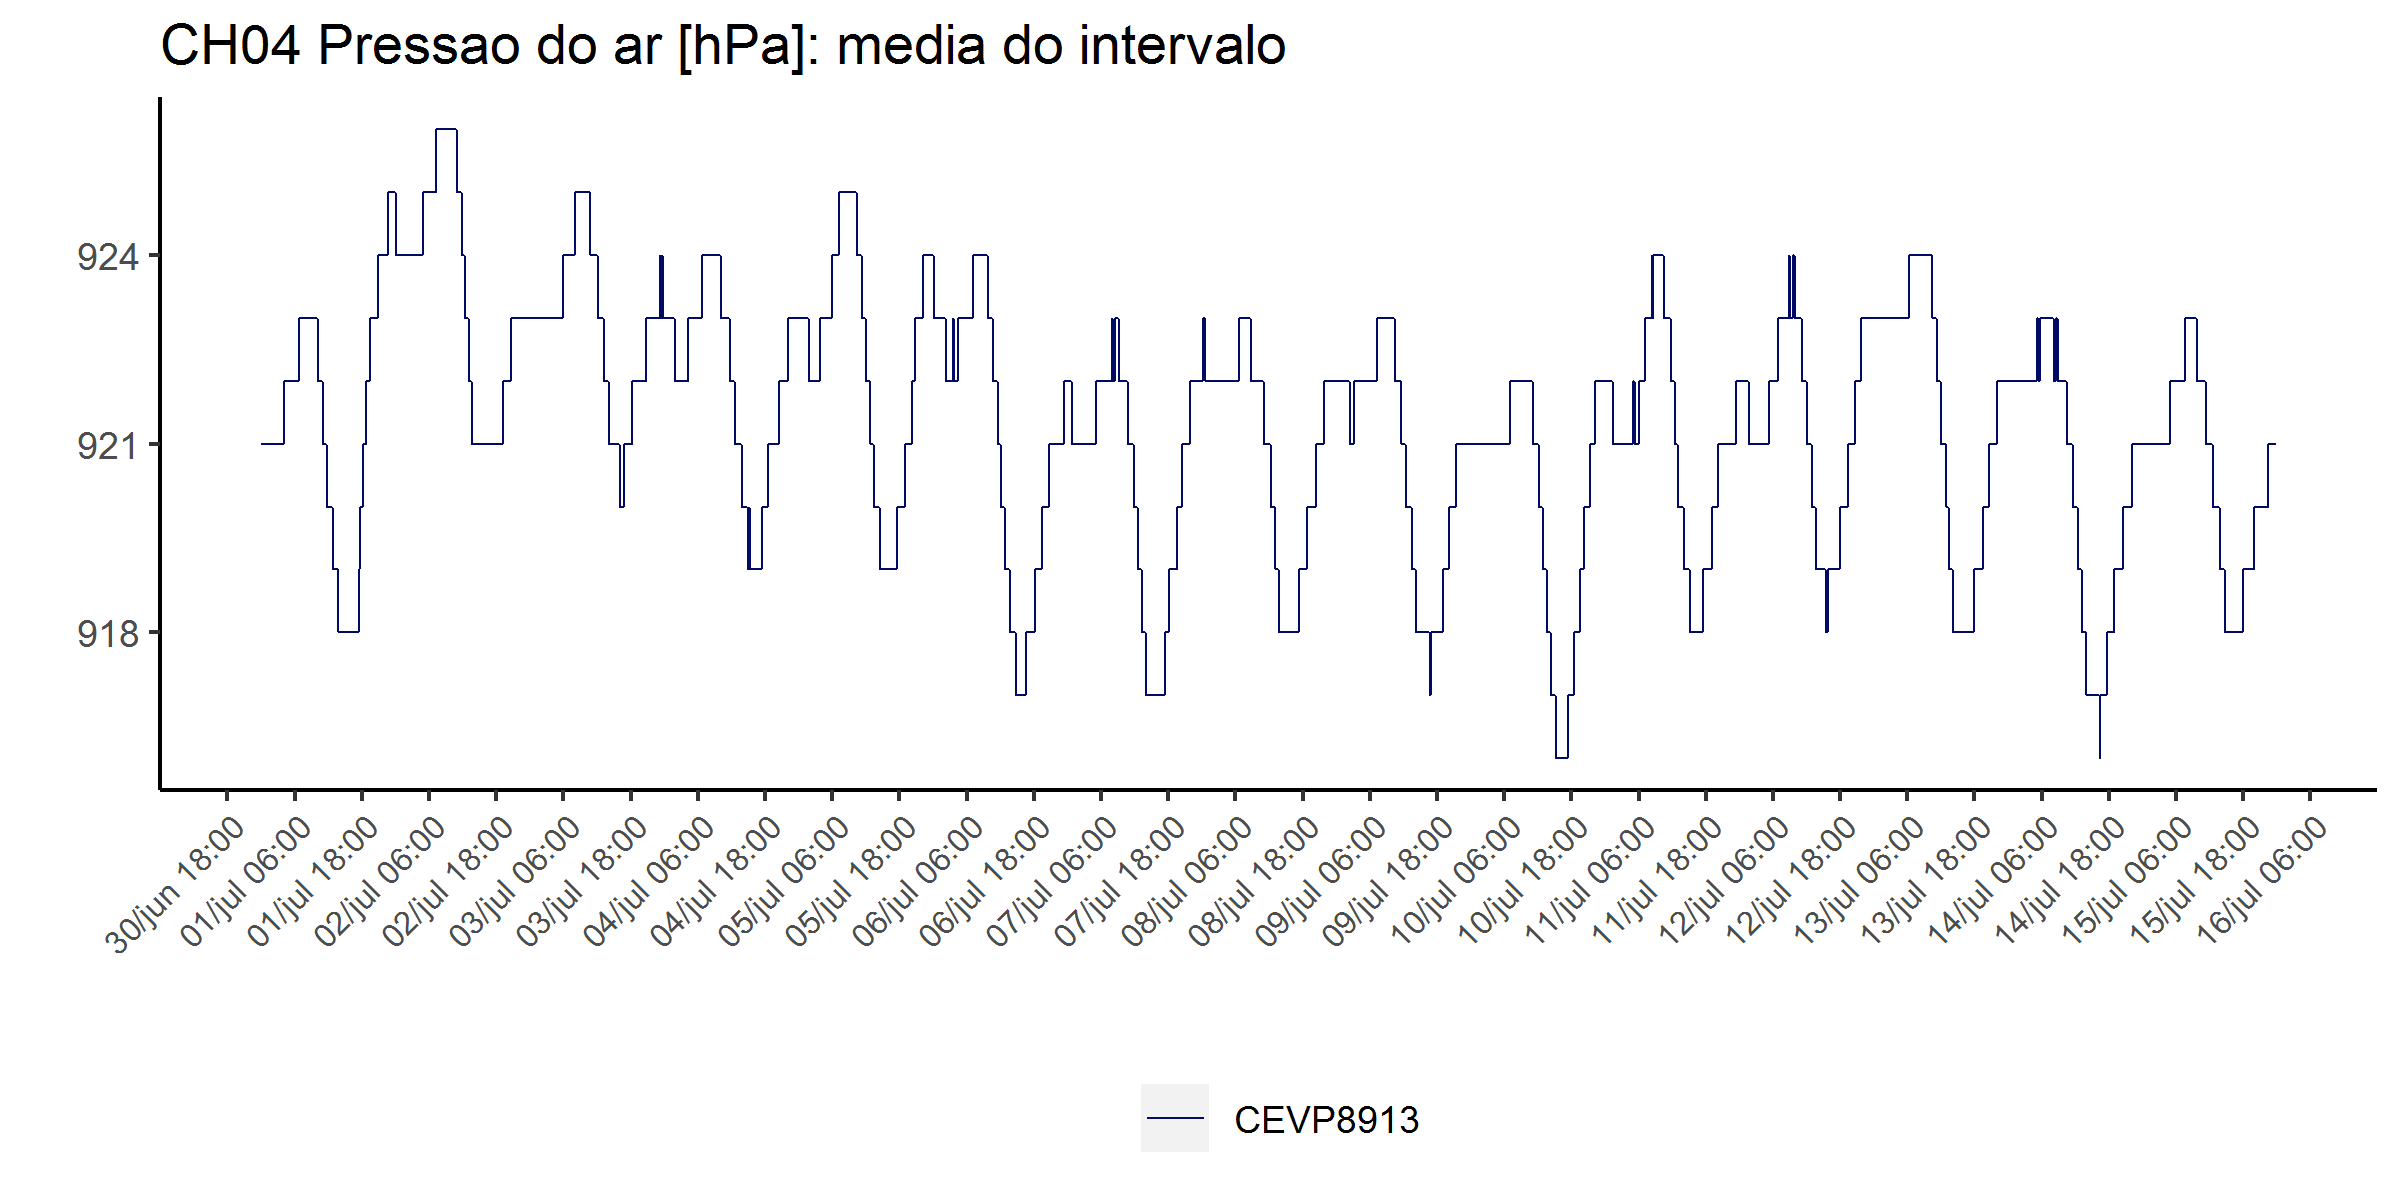 CH04 Pressao do ar [hPa]: media do intervalo
924
921
918
30/jun 18:00
01/jul 06:00
01/jul 18:00
02/jul 06:00
02/jul 18:00
03/jul 06:00
03/jul 18:00
04/jul 06:00
04/jul 18:00
05/jul 06:00
05/jul 18:00
06/jul 06:00
06/jul 18:00
07/jul 06:00
07/jul 18:00
08/jul 06:00
08/jul 18:00
09/jul 06:00
09/jul 18:00
10/jul 06:00
10/jul 18:00
11/jul 06:00
11/jul 18:00
12/jul 06:00
12/jul 18:00
13/jul 06:00
13/jul 18:00
14/jul 06:00
14/jul 18:00
15/jul 06:00
15/jul 18:00
16/jul 06:00
CEVP8913